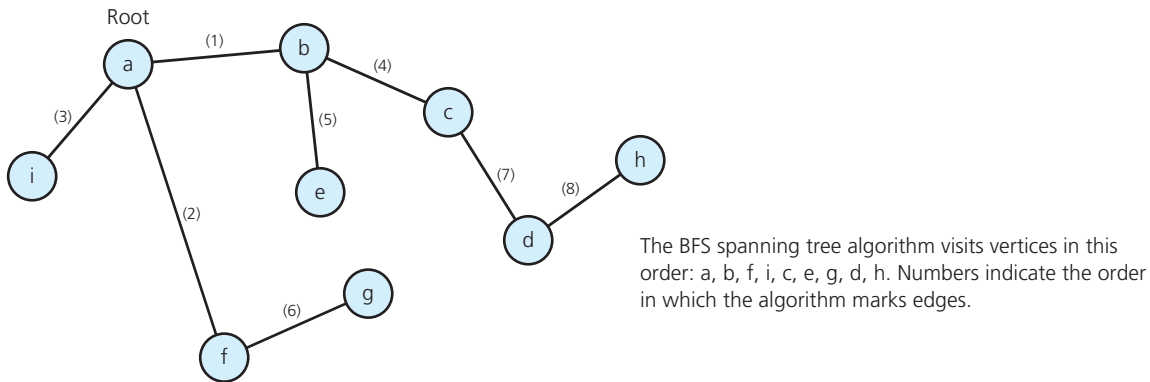 Root
(1)
b
a
(4)
(3)
(5)
c
h
i
e
(7)
(8)
(2)
d
The BFS spanning tree algorithm visits vertices in this
order: a, b, f, i, c, e, g, d, h. Numbers indicate the order
in which the algorithm marks edges.
g
(6)
f